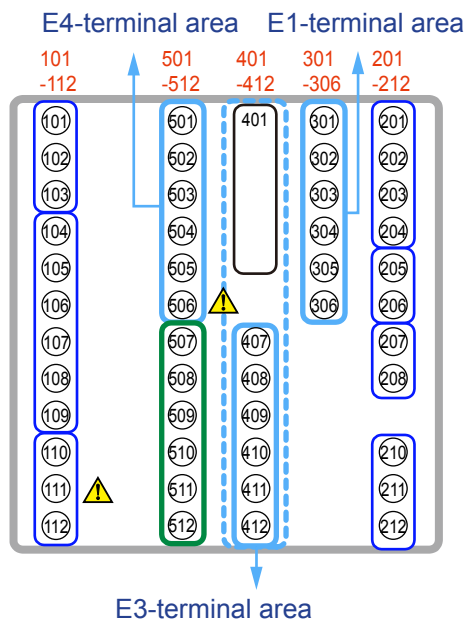 E4-terminal area E1-terminal area
101 501 401 301 201
-112 -512 -412 -306 -212
101 501 401 301 201
102 502 302 202
103 503 303 203
104 504 304 204
105 505 305 205
106 506 306 206
107 507 407 207
108 508 408 208
109 509 409
110 510 410 210
111 511 411 211
112 512 412 212
E3-terminal area